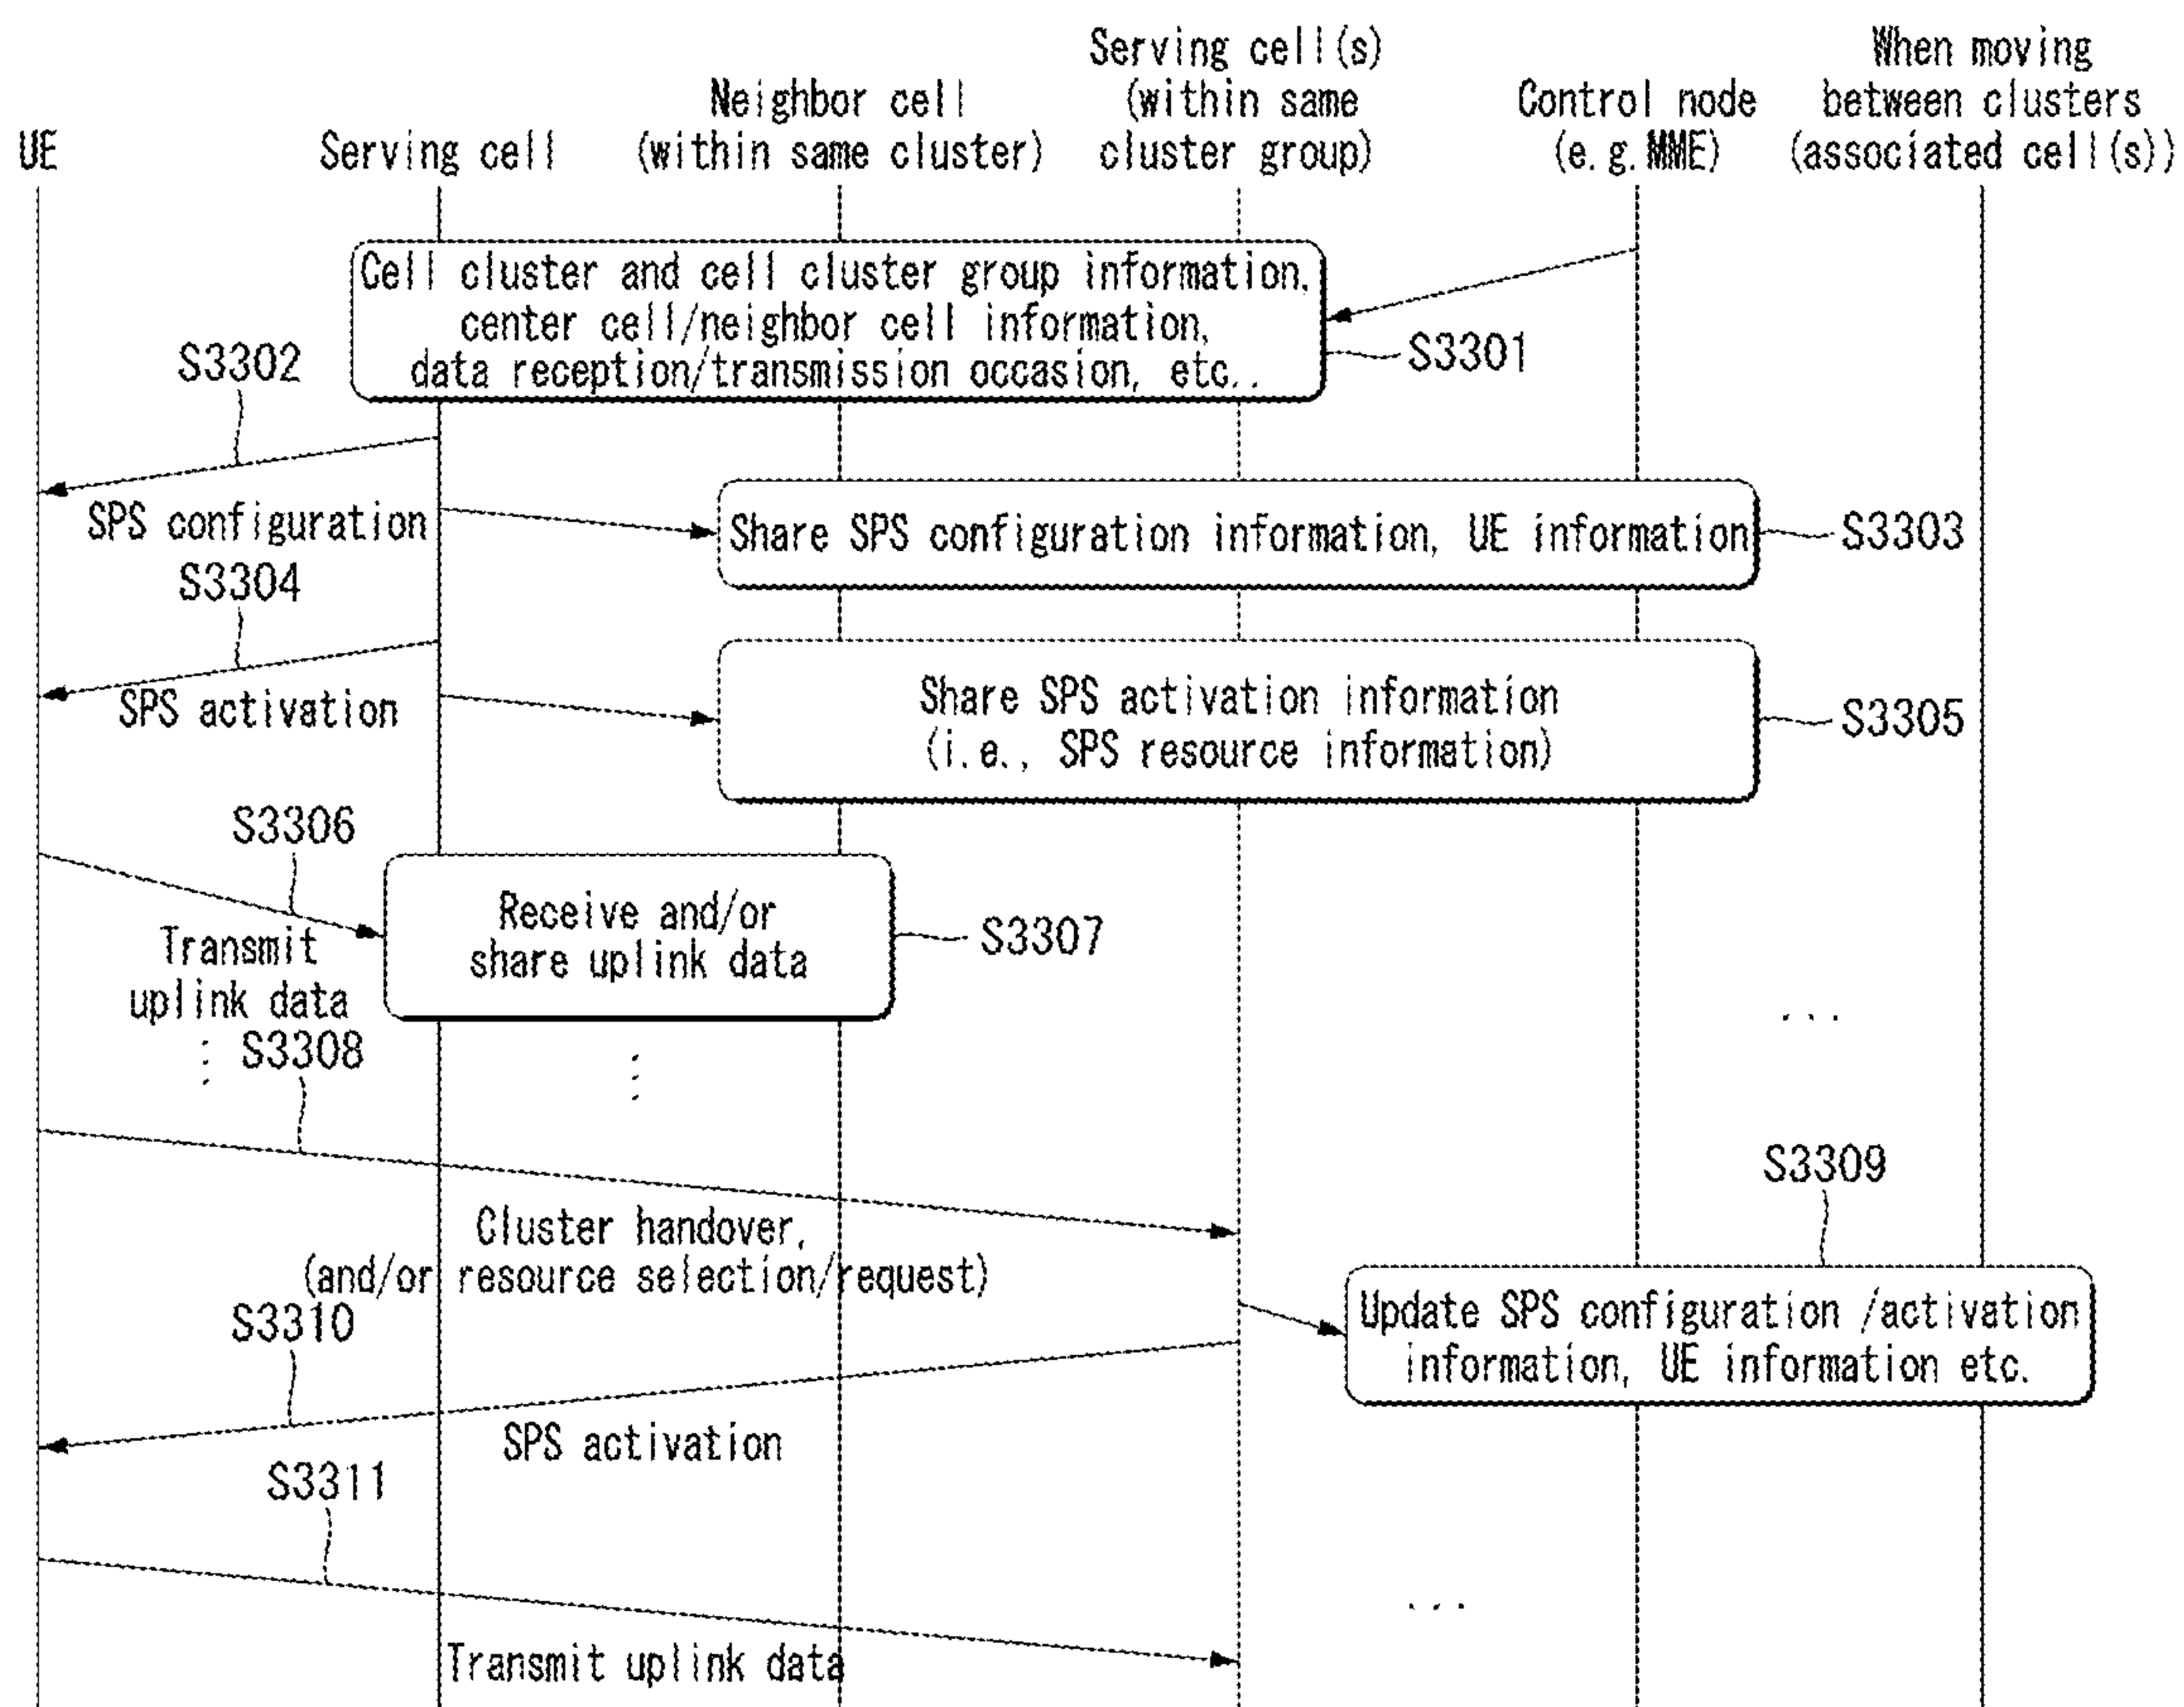 UE
Serving cell
Neighbor cell
(within same cluster)
Serving cell(s)
(within same
cluster group)
Control node
(e.g.MME)
When moving
between clusters
(associated cell(s))
Cell cluster and cell cluster group information,
center cell/neighbor cell information,
data reception/transmission occasion, etc..
S3301
S3302
SPS configuration
Share SPS configuration information, UE information
S3303
S3304
SPS activation
Share SPS activation information
(i.e., SPS resource information)
S3305
S3306
Transmit
uplink data
Receive and/or
share uplink data
S3307
...
S3308
Cluster handover,
(and/or resource selection/request)
S3309
Update SPS configuration /activation
information, UE information etc.
S3310
SPS activation
S3311
...
Transmit uplink data